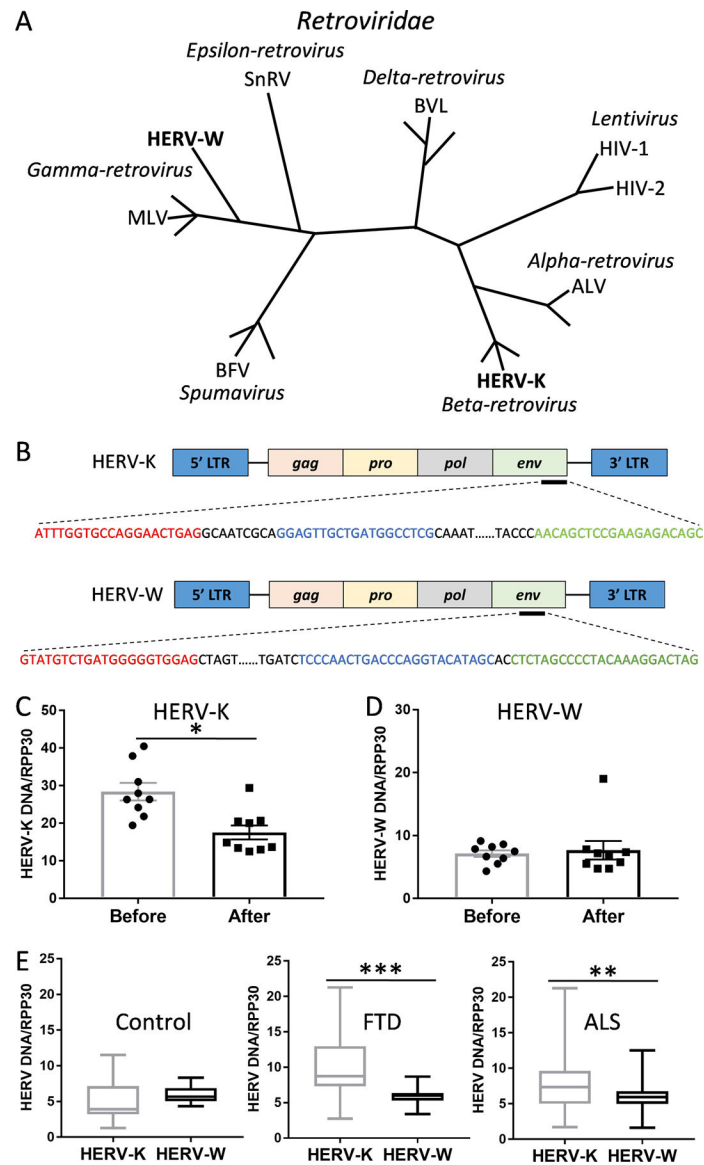 A
Retroviridae
Epsilon-retrovirus
SnRV
Delta-retrovirus
BVL
Lentivirus
HIV-1
HERV-W
Gamma-retrovirus
HIV-2
MLV
Alpha-retrovirus
ALV
BFV
Spumavirus
HERV-K
Beta-retrovirus
B
HERV-K 5' LTR gag pro pol env 3' LTR
ATTTGGTGCCAGGAACTGAGGCAATCGCAGGAGTTGCTGATGGCCTCGCAAAT......TACCCAACAGCTCCGAAGAGACAGC
HERV-W 5' LTR gag pro pol env 3' LTR
GTATGTCTGATGGGGGTGGAGCTAGT......TGATCTCCCAACTGACCCAGGTACATAGCACCTCTAGCCCCTACAAAGGACTAG
C
HERV-K
*
HERV-K DNA/RPP30
50
40
30
20
10
0
Before After
D
HERV-W
HERV-W DNA/RPP30
30
20
10
0
Before After
E
HERV DNA/RPP30
25
20
15
10
5
0
Control
HERV-K HERV-W
HERV DNA/RPP30
25
20
15
10
5
0
***
FTD
HERV-K HERV-W
HERV DNA/RPP30
25
20
15
10
5
0
**
ALS
HERV-K HERV-W